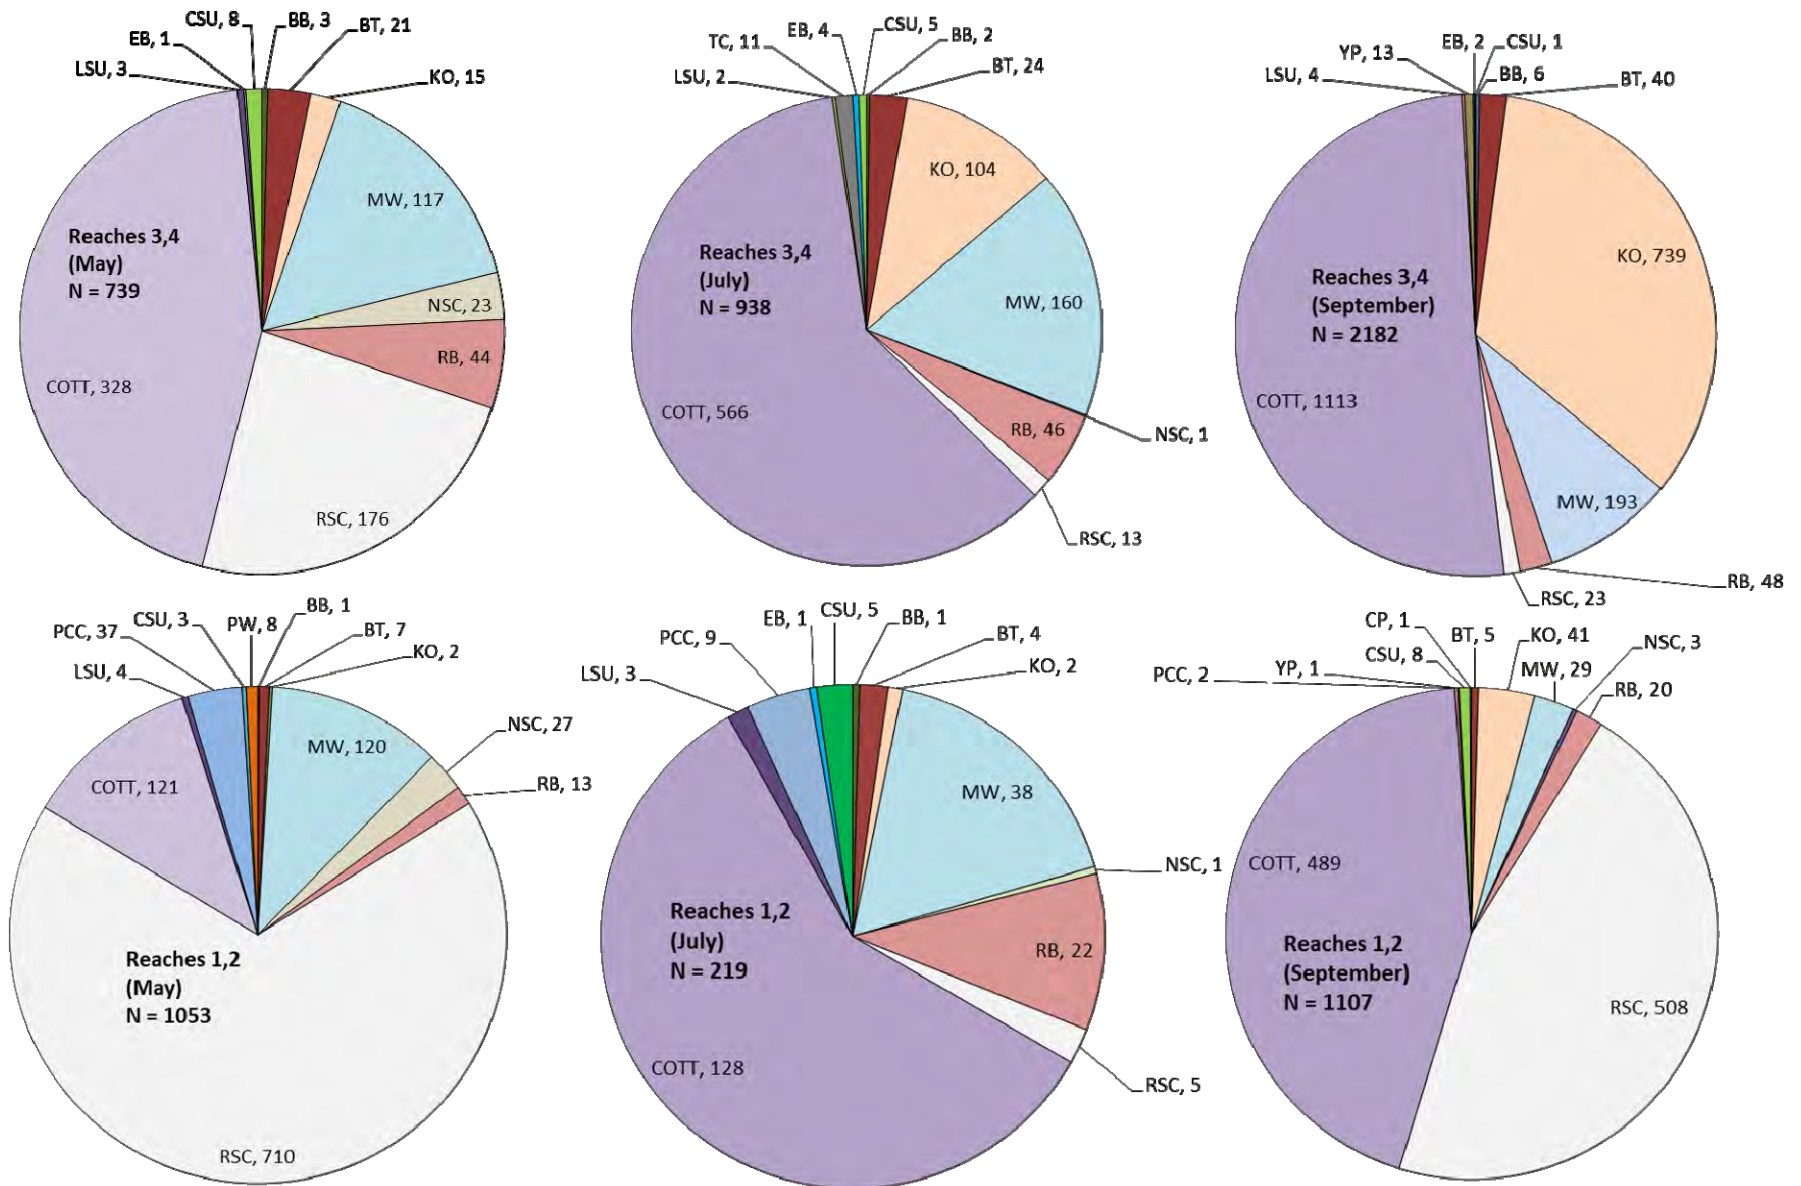 CSU, 8
BB, 3
BT, 21
EB, 1
LSU, 3
KO, 15
MW, 117
NSC, 23
RB, 44
RSC, 176
COTT, 328
Reaches 3,4
(May)
N = 739
TC, 11
EB, 4
CSU, 5
BB, 2
LSU, 2
BT, 24
KO, 104
MW, 160
NSC, 1
RB, 46
RSC, 13
COTT, 566
Reaches 3,4
(July)
N = 938
YP, 13
EB, 2
CSU, 1
LSU, 4
BB, 6
BT, 40
KO, 739
MW, 193
RB, 48
RSC, 23
COTT, 1113
Reaches 3,4
(September)
N = 2182
PCC, 37
CSU, 3
PW, 8
BB, 1
BT, 7
LSU, 4
KO, 2
MW, 120
NSC, 27
RB, 13
COTT, 121
Reaches 1,2
(May)
N = 1053
RSC, 710
PCC, 9
EB, 1
CSU, 5
BB, 1
BT, 4
LSU, 3
KO, 2
MW, 38
NSC, 1
RB, 22
RSC, 5
Reaches 1,2
(July)
N = 219
COTT, 128
CP, 1
BT, 5
KO, 41
NSC, 3
PCC, 2
YP, 1
CSU, 8
MW, 29
RB, 20
COTT, 489
Reaches 1,2
(September)
N = 1107
RSC, 508